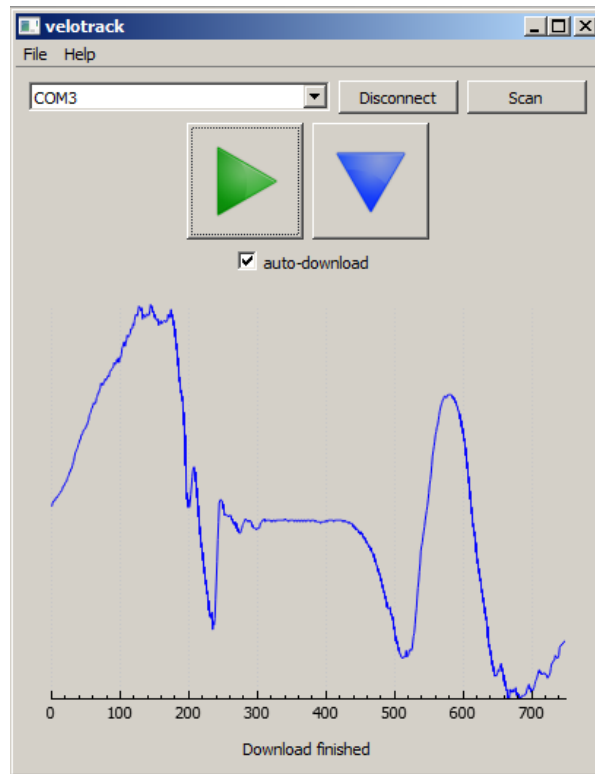 velotrack
File Help
COM3 Disconnect Scan
auto-download
0 100 200 300 400 500 600 700
Download finished